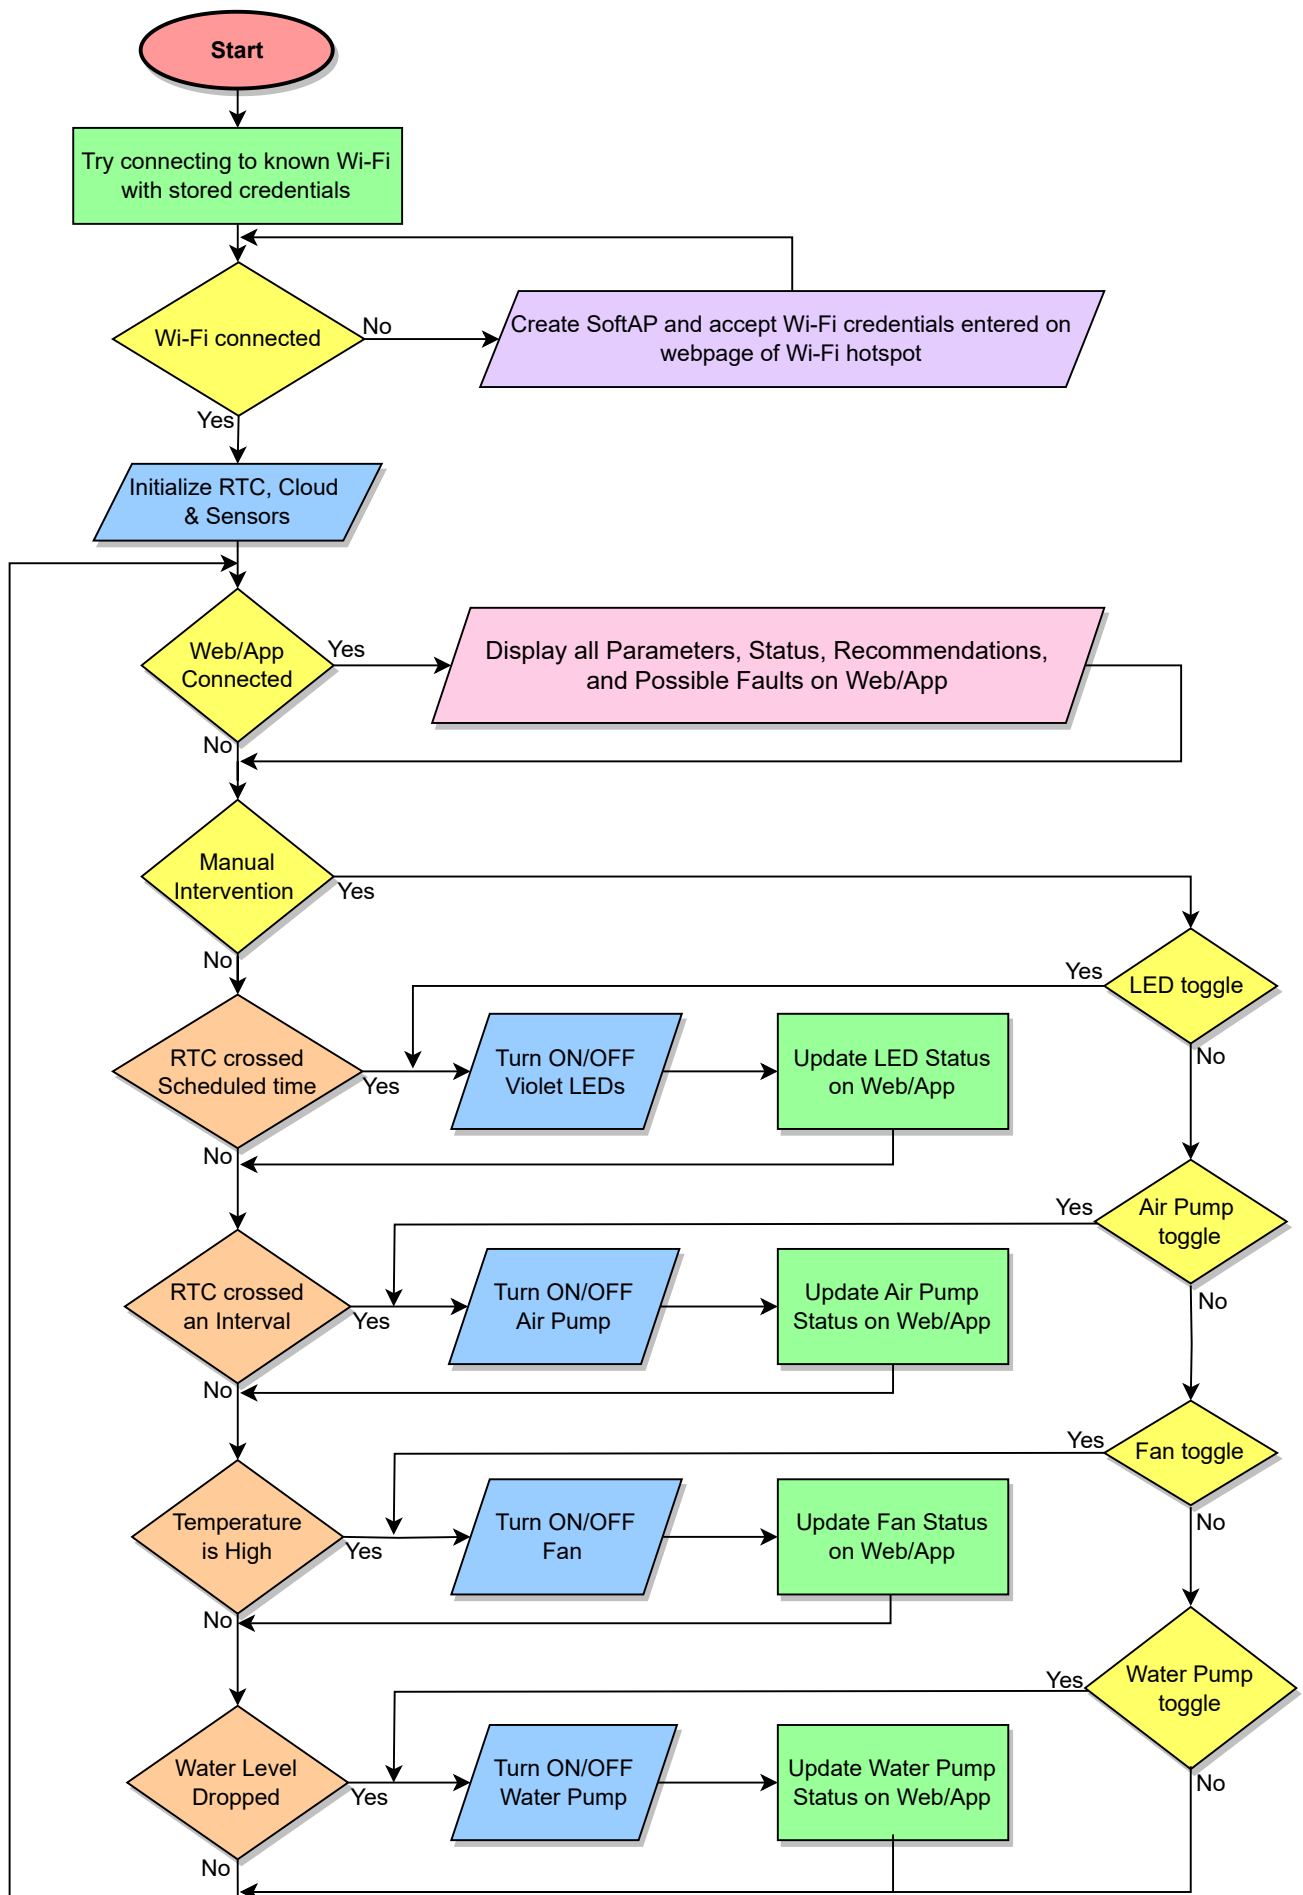 Start
Try connecting to known Wi-Fi
with stored credentials
Wi-Fi connected
No
Create SoftAP and accept Wi-Fi credentials entered on
webpage of Wi-Fi hotspot
Yes
Initialize RTC, Cloud
& Sensors
Web/App
Connected
Yes
Display all Parameters, Status, Recommendations,
and Possible Faults on Web/App
No
Manual
Intervention
Yes
No
LED toggle
Yes
No
RTC crossed
Scheduled time
Yes
Turn ON/OFF
Violet LEDs
Update LED Status
on Web/App
No
Air Pump
toggle
Yes
No
RTC crossed
an Interval
Yes
Turn ON/OFF
Air Pump
Update Air Pump
Status on Web/App
No
Fan toggle
Yes
No
Temperature
is High
Yes
Turn ON/OFF
Fan
Update Fan Status
on Web/App
No
Water Pump
toggle
Yes
No
Water Level
Dropped
Yes
Turn ON/OFF
Water Pump
Update Water Pump
Status on Web/App
No